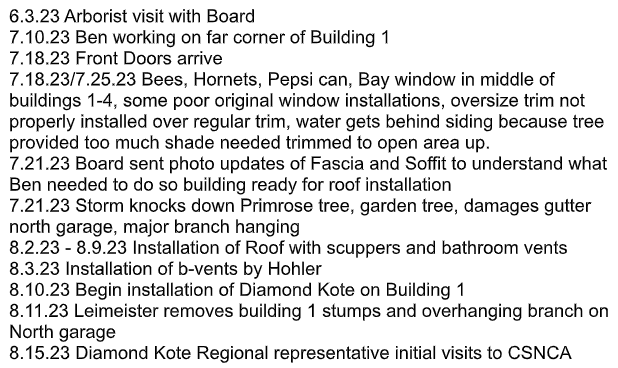 6.3.23 Arborist visit with Board
7.10.23 Ben working on far corner of Building 1
7.18.23 Front Doors arrive
7.18.23/7.25.23 Bees, Hornets, Pepsi can, Bay window in middle of
buildings 1-4, some poor original window installations, oversize trim not
properly installed over regular trim, water gets behind siding because tree
provided too much shade needed trimmed to open area up.
7.21.23 Board sent photo updates of Fascia and Soffit to understand what
Ben needed to do so building ready for roof installation
7.21.23 Storm knocks down Primrose tree, garden tree, damages gutter
north garage, major branch hanging
8.2.23 - 8.9.23 Installation of Roof with scuppers and bathroom vents
8.3.23 Installation of b-vents by Hohler
8.10.23 Begin installation of Diamond Kote on Building 1
8.11.23 Leimeister removes building 1 stumps and overhanging branch on
North garage
8.15.23 Diamond Kote Regional representative initial visits to CSNCA